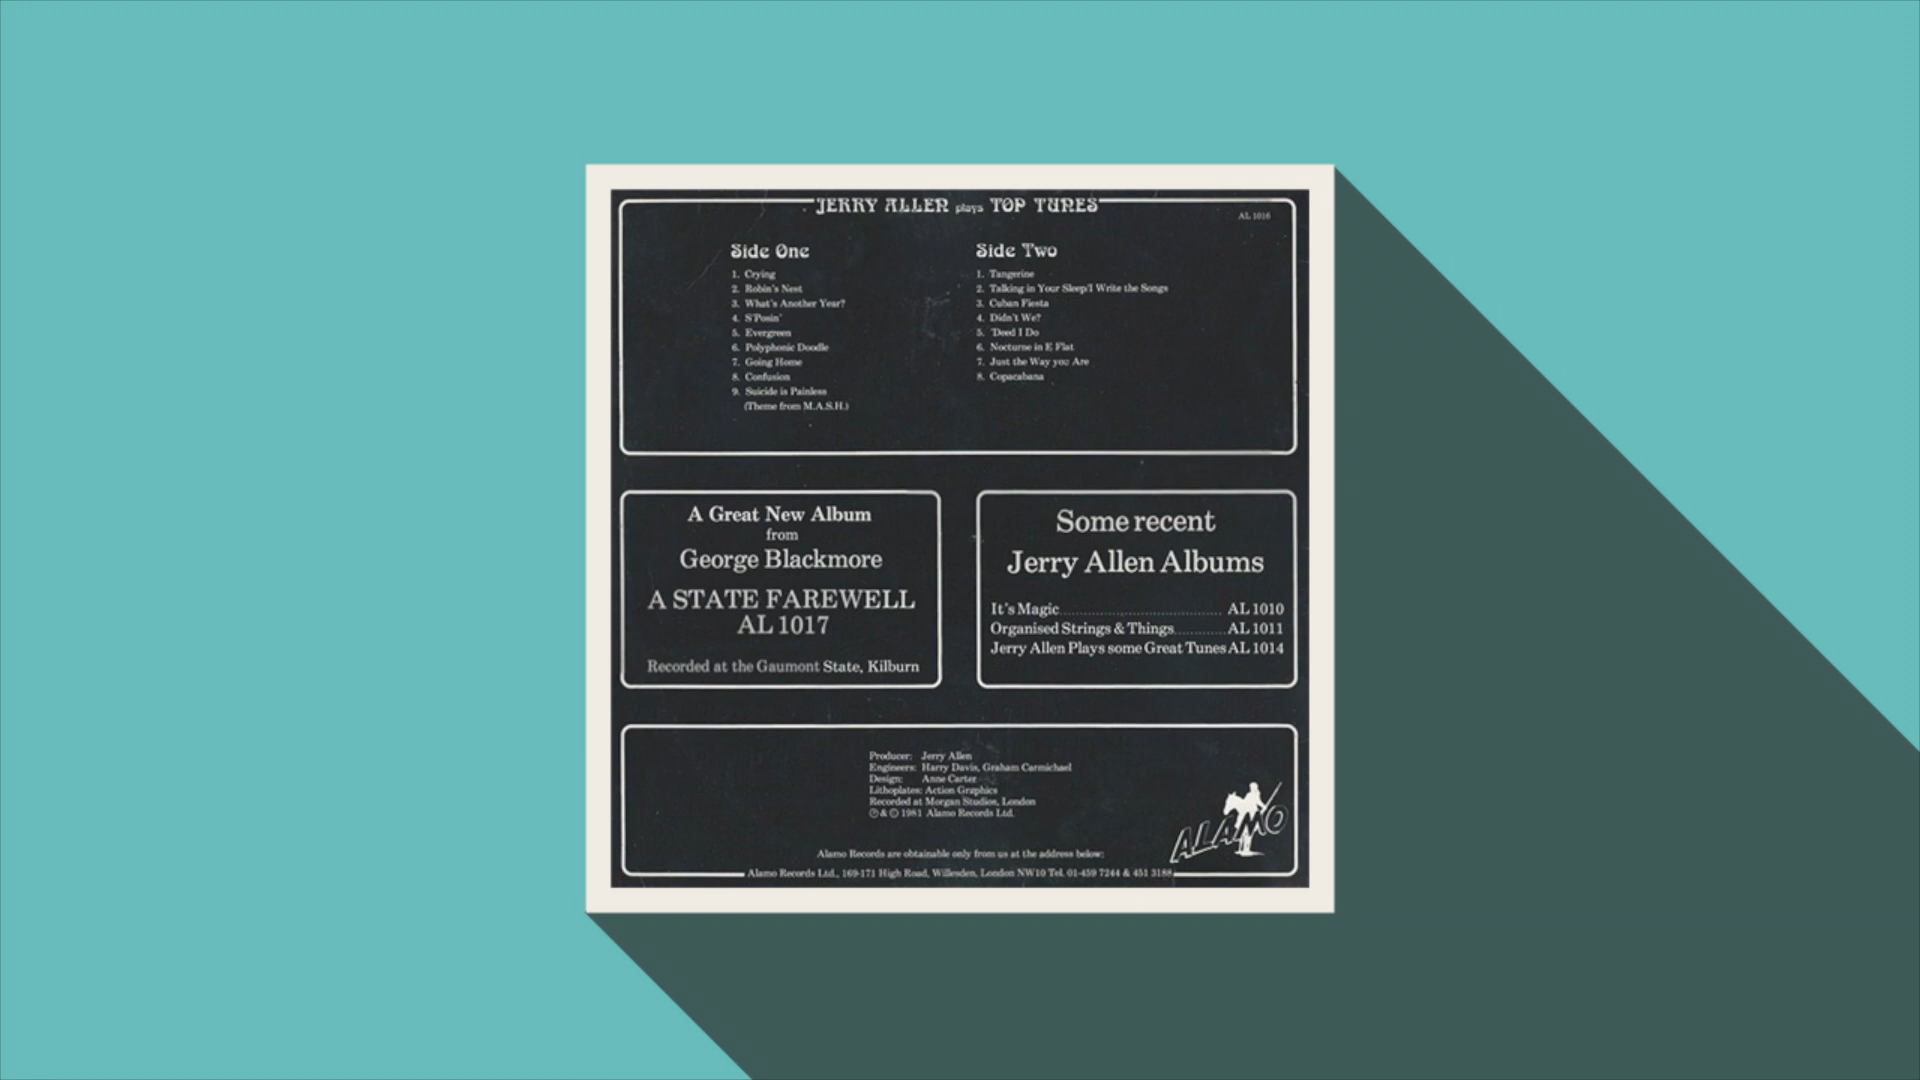 JERRY ALLEN plays TOP TUNES
AL 1016
Side One
1. Crying
2. Robin's Nest
3. What's Another Year?
4. S'Posin'
5. Evergreen
6. Polyphonic Doodle
7. Going Home
8. Confusion
9. Suicide is Painless
(Theme from M.A.S.H.)
Side Two
1. Tangerine
2. Talking in Your Sleep/I Write the Songs
3. Cuban Fiesta
4. Didn't We?
5. 'Deed I Do
6. Nocturne in E Flat
7. Just the Way you Are
8. Copacabana
A Great New Album
from
George Blackmore
A STATE FAREWELL
AL 1017
Recorded at the Gaumont State, Kilburn
Some recent
Jerry Allen Albums
It's Magic AL 1010
Organised Strings & Things AL 1011
Jerry Allen Plays some Great Tunes AL 1014
Producer: Jerry Allen
Engineers: Harry Davis, Graham Carmichael
Design: Anne Carter
Lithoplates: Action Graphics
Recorded at Morgan Studios, London
Ⓟ & © 1981 Alamo Records Ltd.
ALAMO
Alamo Records are obtainable only from us at the address below:
Alamo Records Ltd., 169-171 High Road, Willesden, London NW10 Tel. 01-459 7244 & 451 3188